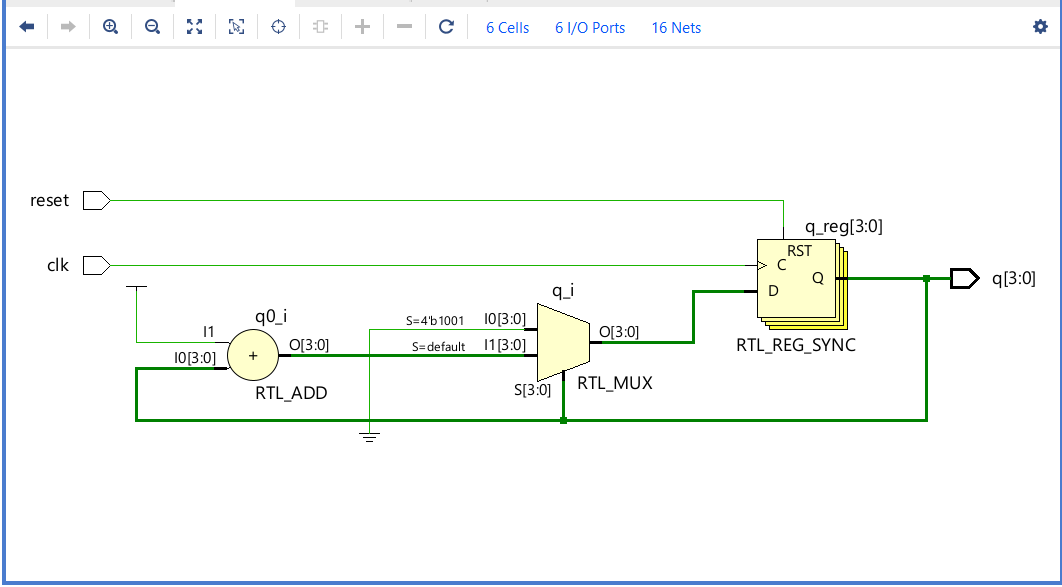 6 Cells 6 I/O Ports 16 Nets
reset
q_reg[3:0]
RST
clk
C
Q
q[3:0]
D
RTL_REG_SYNC
q_i
q0_i
S=4'b1001
I0[3:0]
I1
O[3:0]
S=default
I1[3:0]
O[3:0]
I0[3:0]
+
S[3:0]
RTL_MUX
RTL_ADD